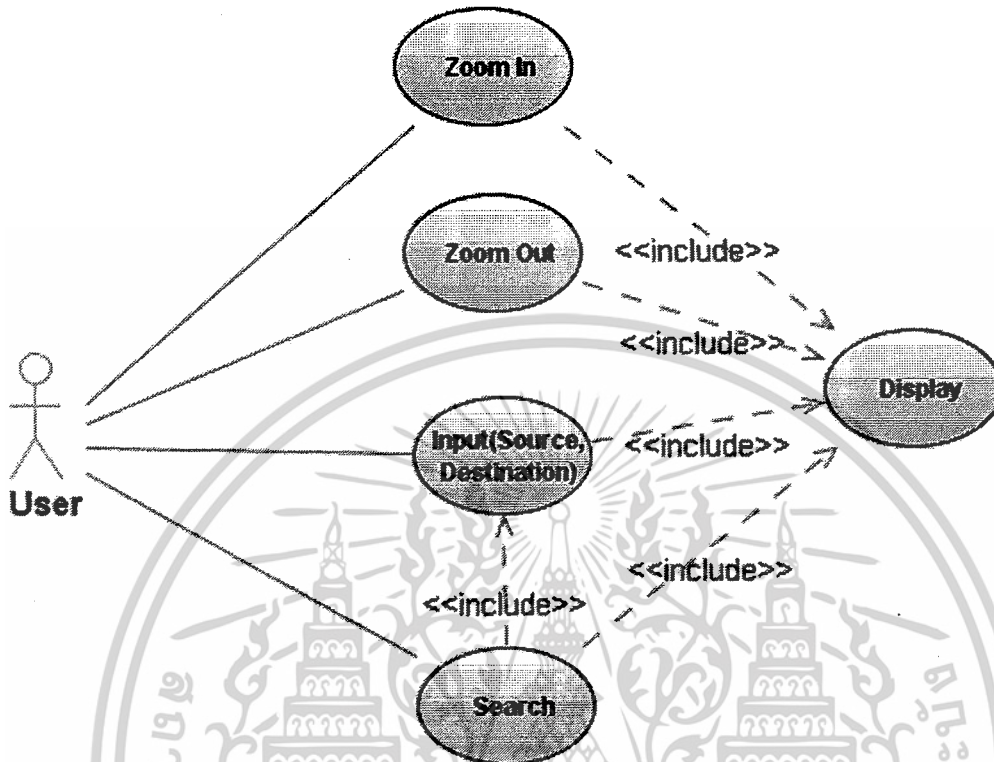 Zoom In
Zoom Out
<<include>>
<<include>>
Display
Input(Source,
Destination)
<<include>>
User
<<include>>
<<include>>
Search